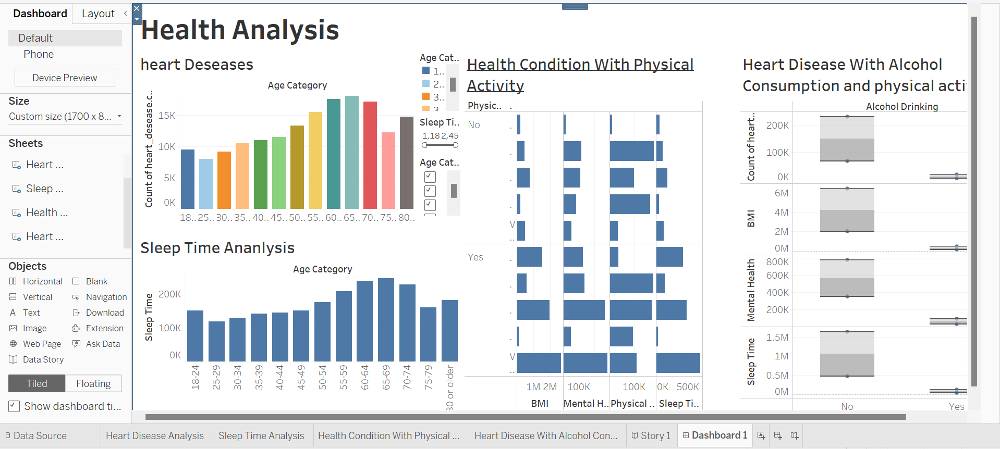 Dashboard
Layout
Default
Phone
Device Preview
Size
Custom size (1700 x 8...
Sheets
Heart ...
Sleep ...
Health ...
Heart ...
Objects
Horizontal
Blank
Vertical
Navigation
Text
Download
Image
Extension
Web Page
Ask Data
Data Story
Tiled
Floating
Show dashboard ti...
Health Analysis
heart Deseases
Age Category
Count of heart_desease.c..
15K
10K
5K
0K
18.. 25.. 30.. 35.. 40.. 45.. 50.. 55.. 60.. 65.. 70.. 75.. 80..
Age Cat..
1..
2..
3..
3
Sleep Ti..
1,18 2,45
Age Cat..
Sleep Time Ananlysis
Age Category
Sleep Time
200K
100K
0K
18-24
25-29
30-34
35-39
40-44
45-49
50-54
55-59
60-64
65-69
70-74
75-79
80 or older
Health Condition With Physical
Activity
Physic.. .
No
.
.
.
.
V
..
Yes
.
.
.
.
V
..
1M 2M 100K 100K 0K 500K
BMI Mental H.. Physical .. Sleep Ti..
Heart Disease With Alcohol
Consumption and physical acti
Alcohol Drinking
Count of heart..
200K
100K
0K
BMI
6M
4M
2M
0M
Mental Health
800K
600K
400K
200K
Sleep Time
1.5M
1M
0.5M
0M
No Yes
Data Source
Heart Disease Analysis
Sleep Time Analysis
Health Condition With Physical ...
Heart Disease With Alcohol Con...
Story 1
Dashboard 1